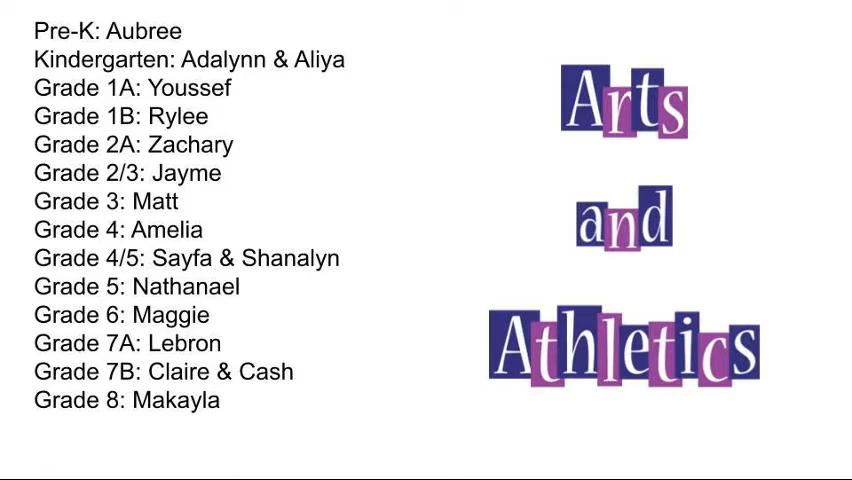 Pre-K: Aubree
Kindergarten: Adalynn & Aliya
Grade 1A: Youssef
Grade 1B: Rylee
Grade 2A: Zachary
Grade 2/3: Jayme
Grade 3: Matt
Grade 4: Amelia
Grade 4/5: Sayfa & Shanalyn
Grade 5: Nathanael
Grade 6: Maggie
Grade 7A: Lebron
Grade 7B: Claire & Cash
Grade 8: Makayla
Arts
and
Athletics